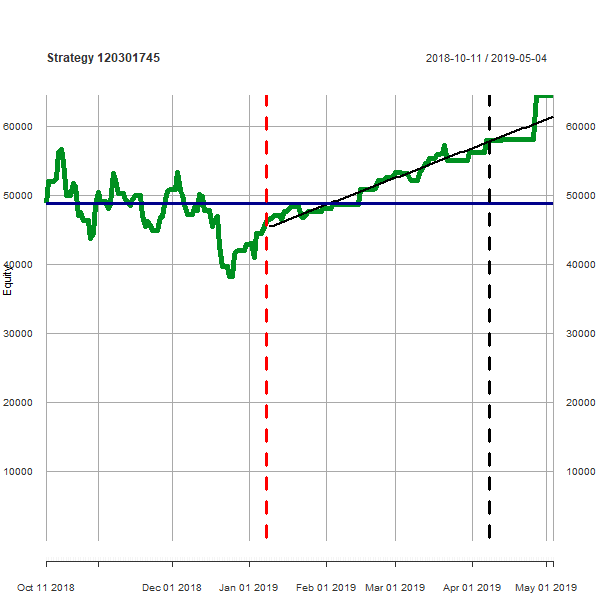 Strategy 120301745
2018-10-11 / 2019-05-04
60000
60000
50000
50000
40000
40000
Equity
30000
30000
20000
20000
10000
10000
Oct 11 2018
Dec 01 2018
Jan 01 2019
Feb 01 2019
Mar 01 2019
Apr 01 2019
May 01 2019